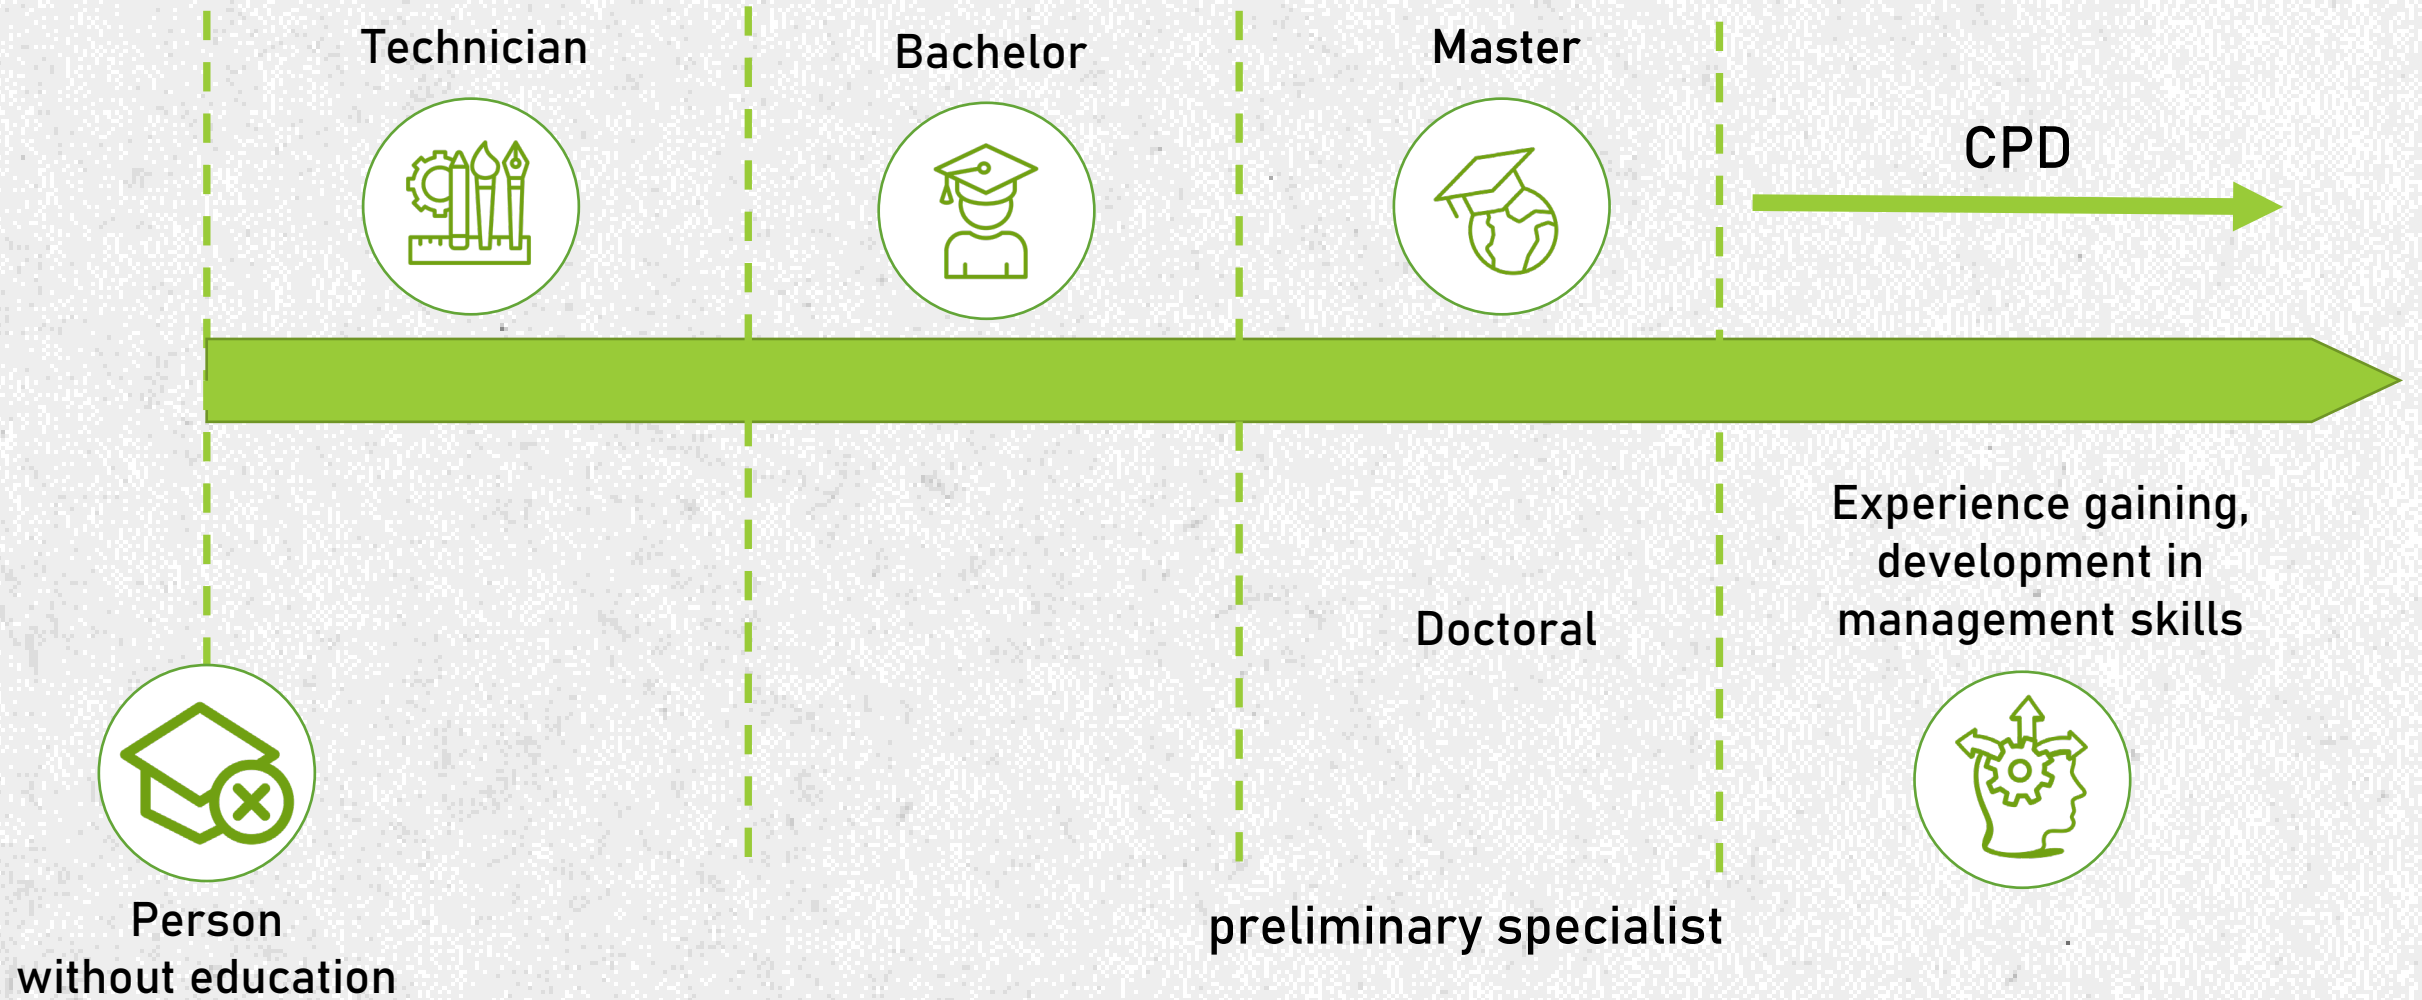 Technician
Bachelor
Master
CPD
Experience gaining,
development in
management skills
Doctoral
Person
without education
preliminary specialist